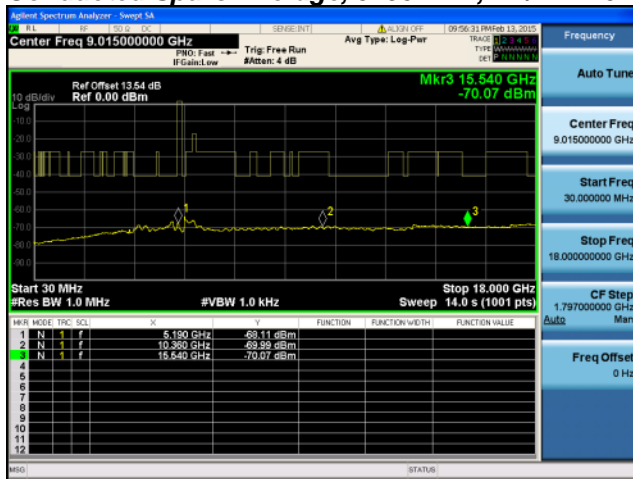 Agilent Spectrum Analyzer - Swept SA
RL RF 50 Ω DC SENSE:INT ALIGN OFF 09:56:31 PM Feb 13, 2015
Center Freq 9.015000000 GHz
PNO: Fast
IFGain:Low
Trig: Free Run
#Atten: 4 dB
Avg Type: Log-Pwr
TRACE 1 2 3 4 5 6
TYPE
DET P N N N N N
Frequency
Ref Offset 13.54 dB
Ref 0.00 dBm
10 dB/div
Log
Mkr3 15.540 GHz
-70.07 dBm
-10.0
-20.0
-30.0
-40.0
-50.0
-60.0
-70.0
-80.0
-90.0
1
2
3
Start 30 MHz
Stop 18.000 GHz
#Res BW 1.0 MHz
#VBW 1.0 kHz
Sweep 14.0 s (1001 pts)
MKR MODE TRC SCL X Y FUNCTION FUNCTION WIDTH FUNCTION VALUE
1 N 1 f 5.190 GHz -68.11 dBm
2 N 1 f 10.360 GHz -69.99 dBm
3 N 1 f 15.540 GHz -70.07 dBm
4
5
6
7
8
9
10
11
12
MSG
STATUS
Auto Tune
Center Freq
9.015000000 GHz
Start Freq
30.000000 MHz
Stop Freq
18.000000000 GHz
CF Step
1.797000000 GHz
Auto Man
Freq Offset
0 Hz